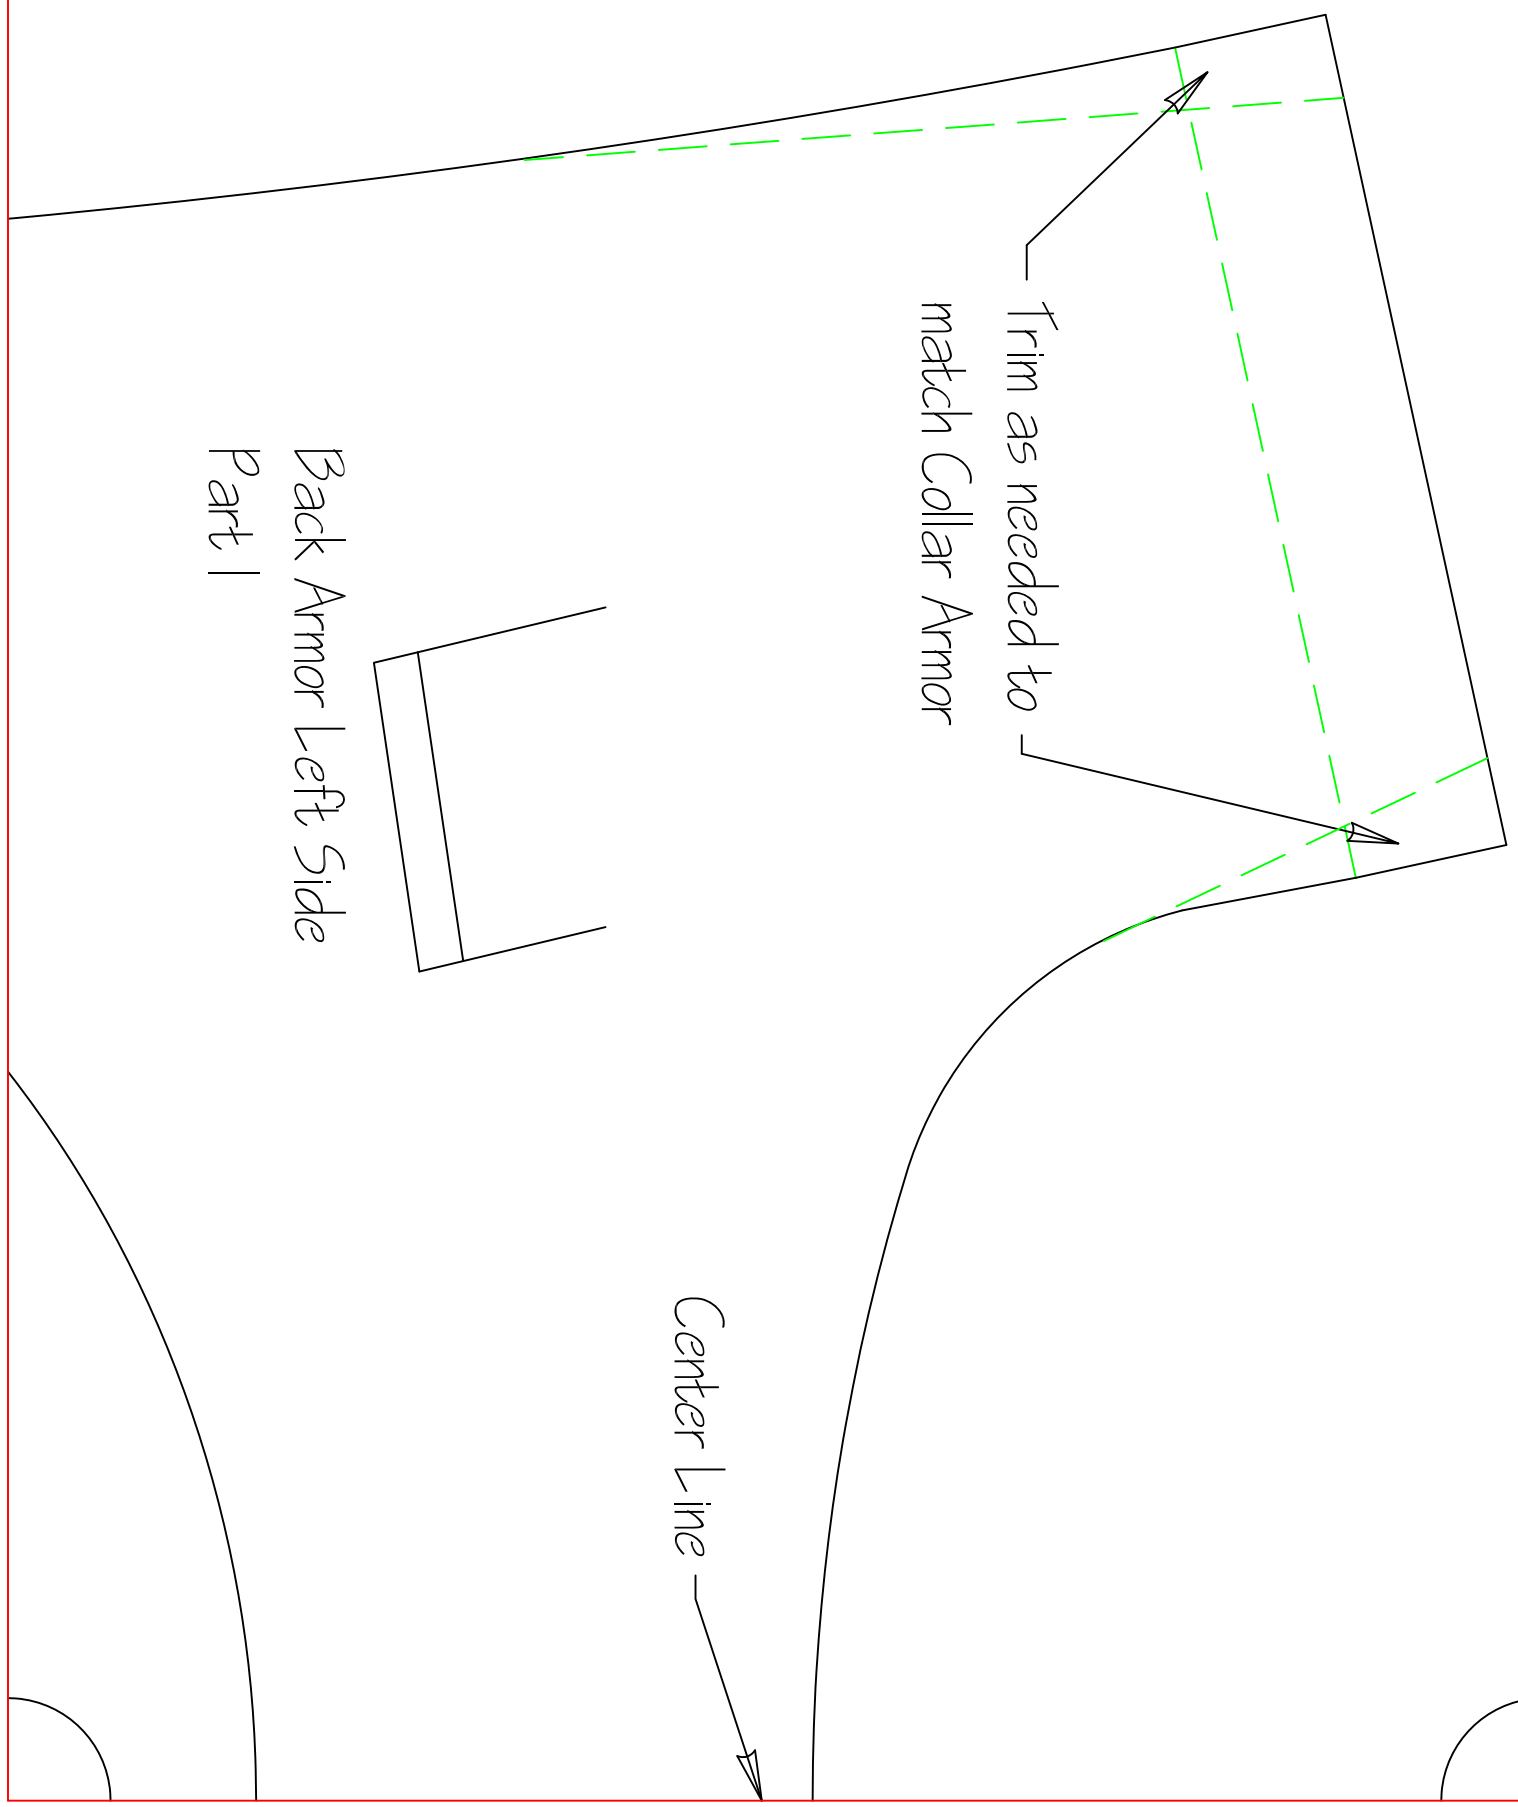 Trim as needed to
match Collar Armor
Back Armor Left Side
Part 1
Center Line